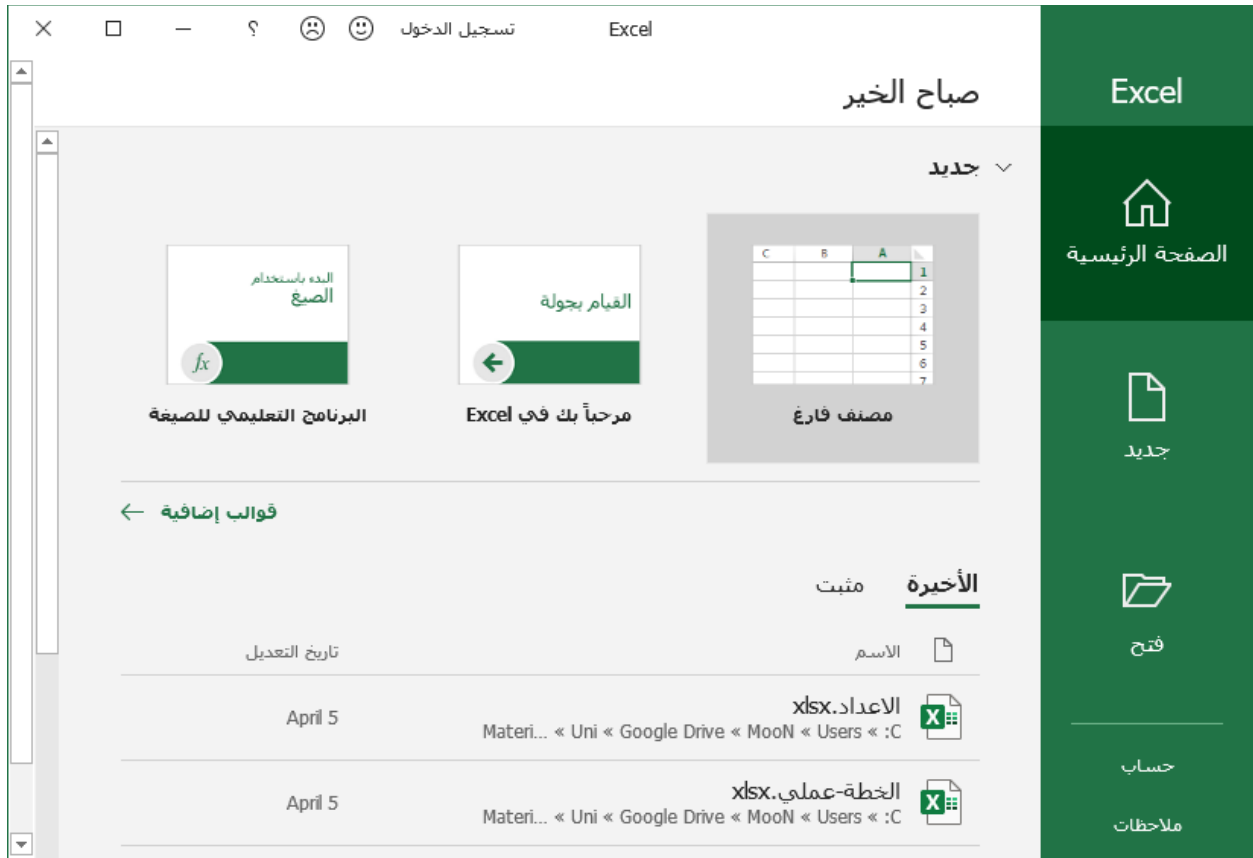 Excel
تسجيل الدخول
؟
Excel
صباح الخير
الصفحة الرئيسية
جديد
فتح
حساب
ملاحظات
جديد
A B C
1
2
3
4
5
6
7
مصنف فارغ
القيام بجولة
مرحباً بك في Excel
البدء باستخدام
الصيغ
fx
البرنامج التعليمي للصيغة
قوالب إضافية
الأخيرة مثبت
الاسم تاريخ التعديل
الاعداد.xlsx
April 5
Materi... « Uni « Google Drive « MooN « Users « :C
الخطة-عملي.xlsx
April 5
Materi... « Uni « Google Drive « MooN « Users « :C